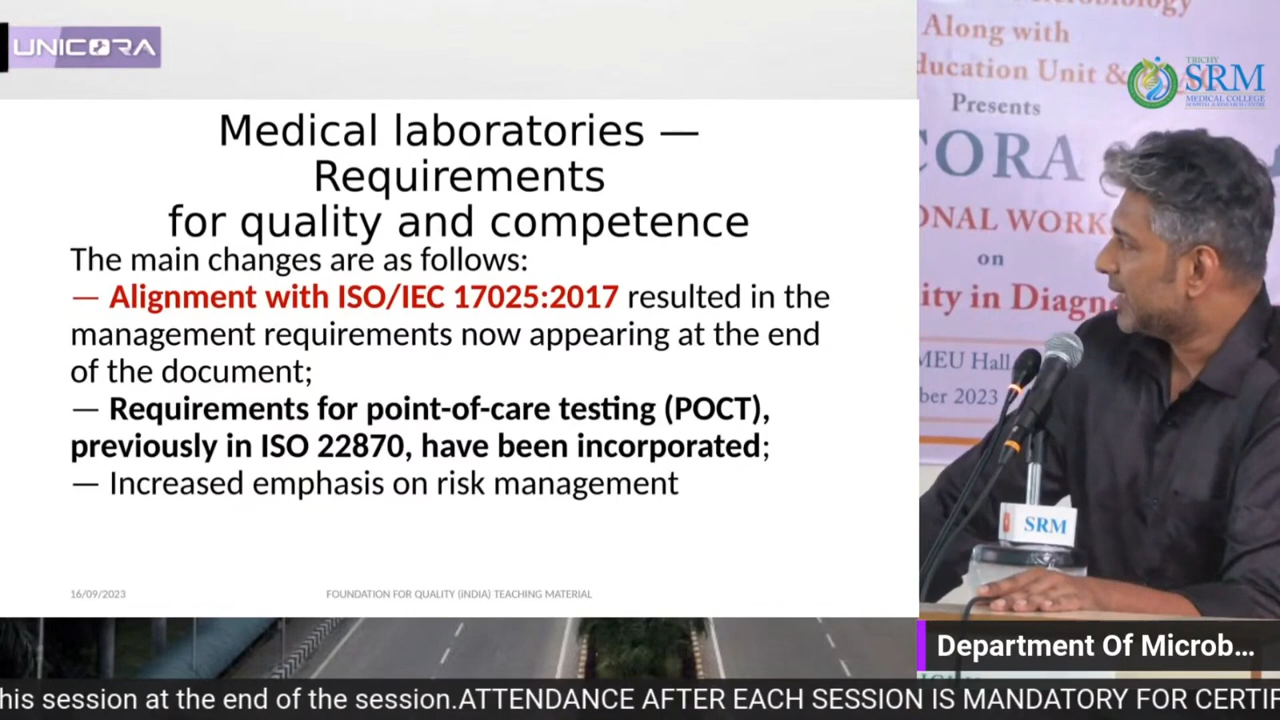 UNICORA
Medical laboratories —
Requirements
for quality and competence
The main changes are as follows:
— Alignment with ISO/IEC 17025:2017 resulted in the
management requirements now appearing at the end
of the document;
— Requirements for point-of-care testing (POCT),
previously in ISO 22870, have been incorporated;
— Increased emphasis on risk management
16/09/2023
FOUNDATION FOR QUALITY (iNDIA) TEACHING MATERIAL
Along with
ducation Unit &
Presents
CORA
ONAL WORK
on
ity in Diagn
MEU Hall
ber 2023
TRICHY
SRM
MEDICAL COLLEGE
HOSPITAL & RESEARCH CENTRE
SRM
Department Of Microb...
his session at the end of the session.ATTENDANCE AFTER EACH SESSION IS MANDATORY FOR CERTIF